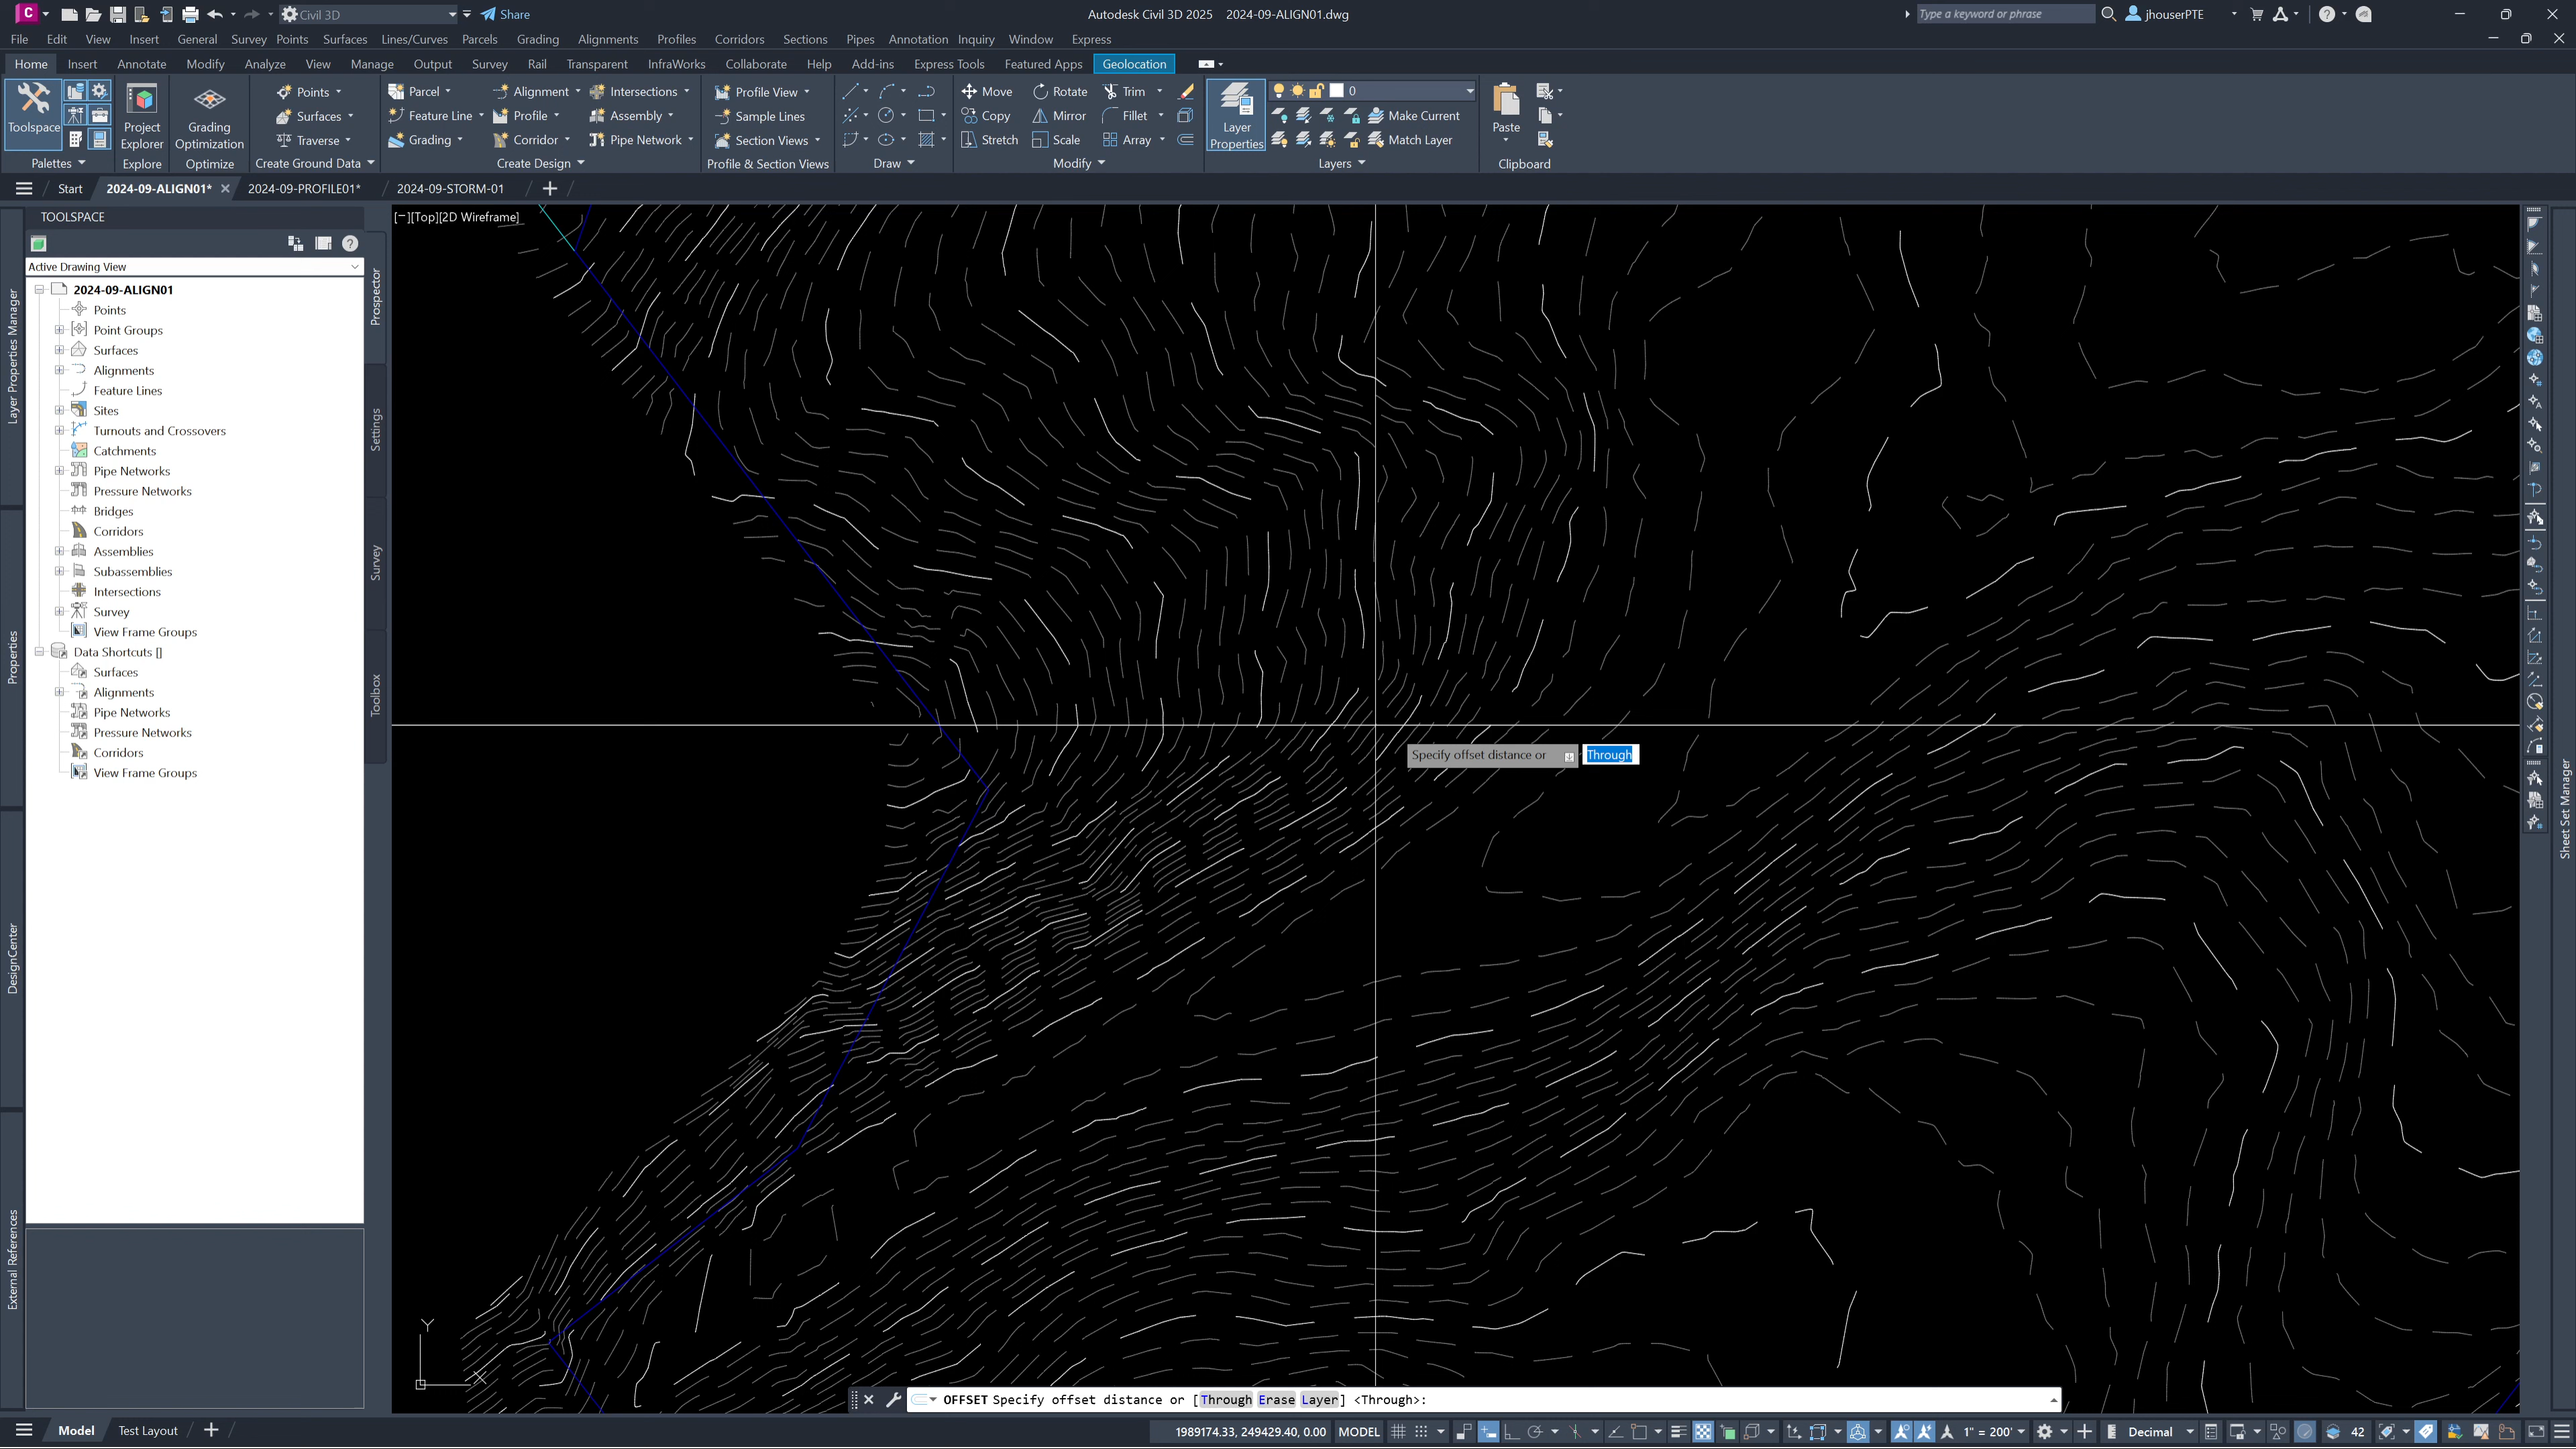 C Civil 3D Share Autodesk Civil 3D 2025 2024-09-ALIGN01.dwg Type a keyword or phrase jhouserPTE
File Edit View Insert General Survey Points Surfaces Lines/Curves Parcels Grading Alignments Profiles Corridors Sections Pipes Annotation Inquiry Window Express
Home Insert Annotate Modify Analyze View Manage Output Survey Rail Transparent InfraWorks Collaborate Help Add-ins Express Tools Featured Apps Geolocation
Points Parcel Alignment Intersections Profile View Move Rotate Trim 0
Surfaces Feature Line Profile Assembly Sample Lines Copy Mirror Fillet Make Current
Toolspace Project Explorer Grading Optimization Layer Properties Paste
Traverse Grading Corridor Pipe Network Section Views Stretch Scale Array Match Layer
Palettes Explore Optimize Create Ground Data Create Design Profile & Section Views Draw Modify Layers Clipboard
Start 2024-09-ALIGN01* 2024-09-PROFILE01* 2024-09-STORM-01
TOOLSPACE
[−][Top][2D Wireframe]
Active Drawing View
2024-09-ALIGN01
Points
Point Groups
Surfaces
Alignments
Feature Lines
Sites
Turnouts and Crossovers
Catchments
Pipe Networks
Pressure Networks
Bridges
Corridors
Assemblies
Subassemblies
Intersections
Survey
View Frame Groups
Data Shortcuts []
Surfaces
Alignments
Pipe Networks
Pressure Networks
Corridors
View Frame Groups
Prospector
Settings
Survey
Toolbox
Layer Properties Manager
Properties
DesignCenter
External References
Sheet Set Manager
Specify offset distance or Through
Y
X
OFFSET Specify offset distance or [Through Erase Layer] <Through>:
Model Test Layout 1989174.33, 249429.40, 0.00 MODEL 1" = 200' Decimal 42